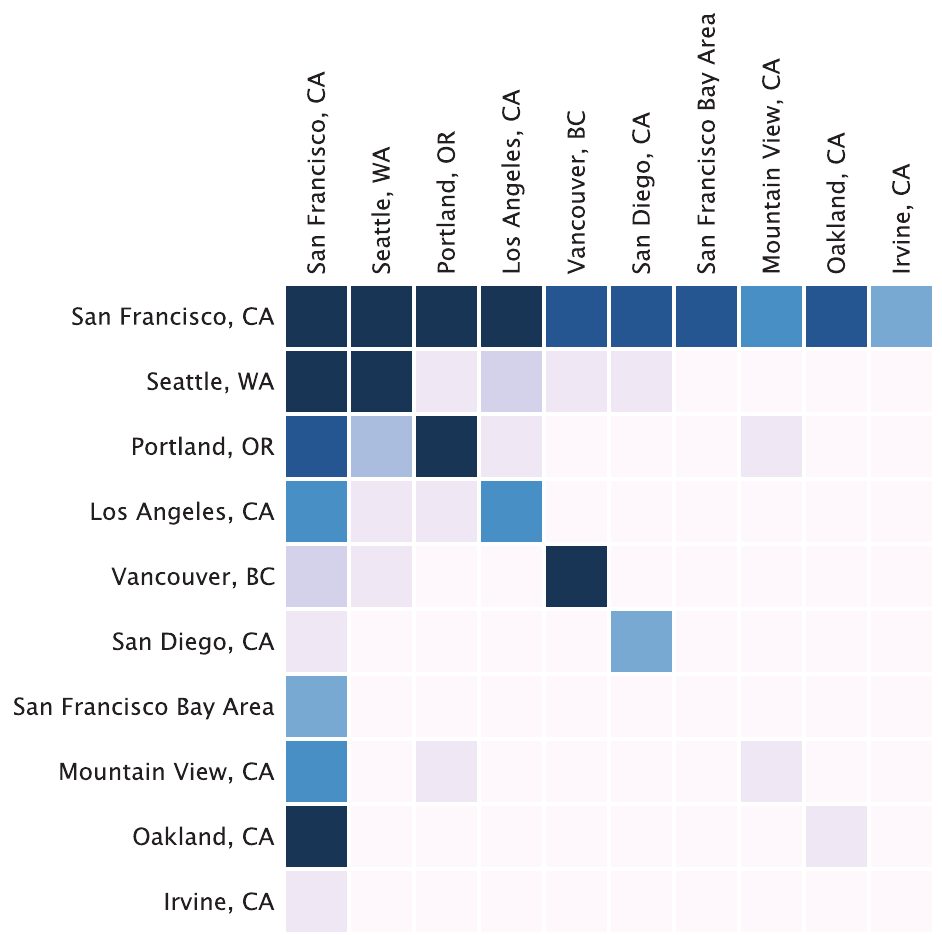 San Francisco, CA
Seattle, WA
Portland, OR
Los Angeles, CA
Vancouver, BC
San Diego, CA
San Francisco Bay Area
Mountain View, CA
Oakland, CA
Irvine, CA
San Francisco, CA
Seattle, WA
Portland, OR
Los Angeles, CA
Vancouver, BC
San Diego, CA
San Francisco Bay Area
Mountain View, CA
Oakland, CA
Irvine, CA